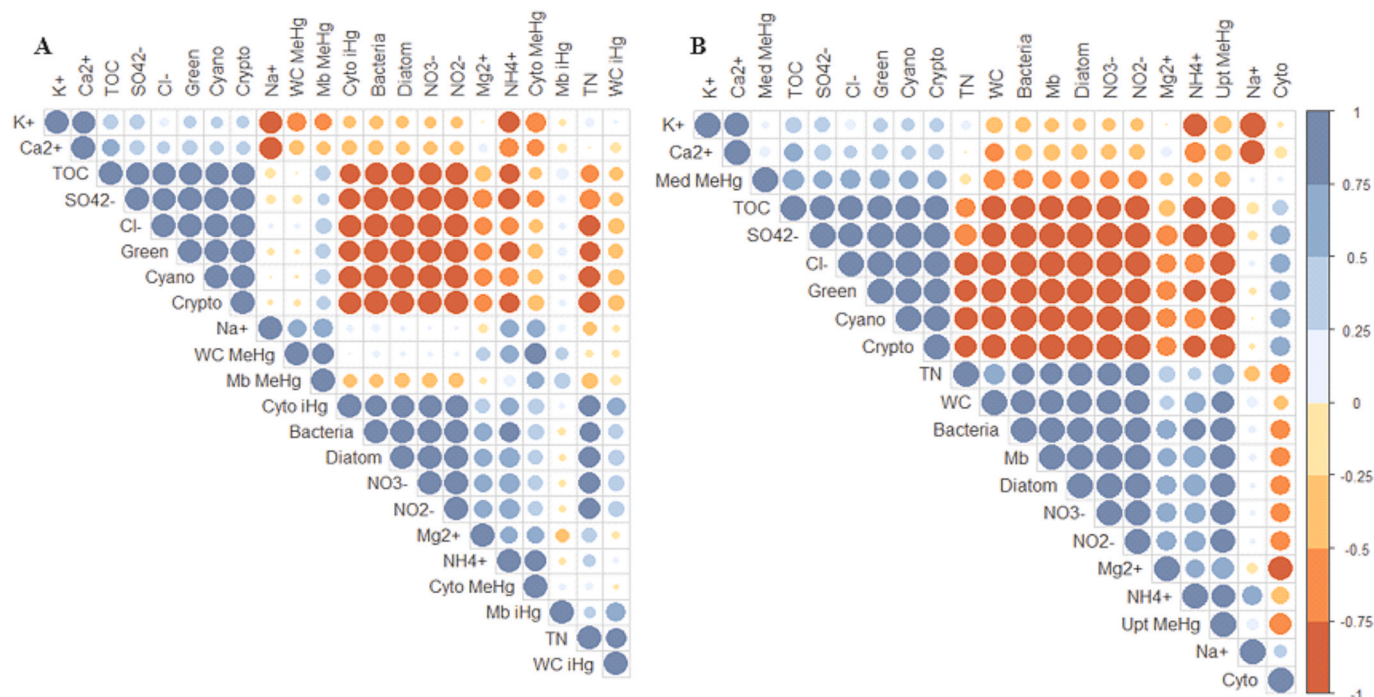 A
K+
Ca2+
TOC
SO42-
Cl-
Green
Cyano
Crypto
Na+
WC MeHg
Mb MeHg
Cyto iHg
Bacteria
Diatom
NO3-
NO2-
Mg2+
NH4+
Cyto MeHg
Mb iHg
TN
WC iHg
K+
Ca2+
TOC
SO42-
Cl-
Green
Cyano
Crypto
Na+
WC MeHg
Mb MeHg
Cyto iHg
Bacteria
Diatom
NO3-
NO2-
Mg2+
NH4+
Cyto MeHg
Mb iHg
TN
WC iHg
B
K+
Ca2+
Med MeHg
TOC
SO42-
Cl-
Green
Cyano
Crypto
TN
WC
Bacteria
Mb
Diatom
NO3-
NO2-
Mg2+
NH4+
Upt MeHg
Na+
Cyto
K+
Ca2+
Med MeHg
TOC
SO42-
Cl-
Green
Cyano
Crypto
TN
WC
Bacteria
Mb
Diatom
NO3-
NO2-
Mg2+
NH4+
Upt MeHg
Na+
Cyto
1
0.75
0.5
0.25
0
-0.25
-0.5
-0.75
-1